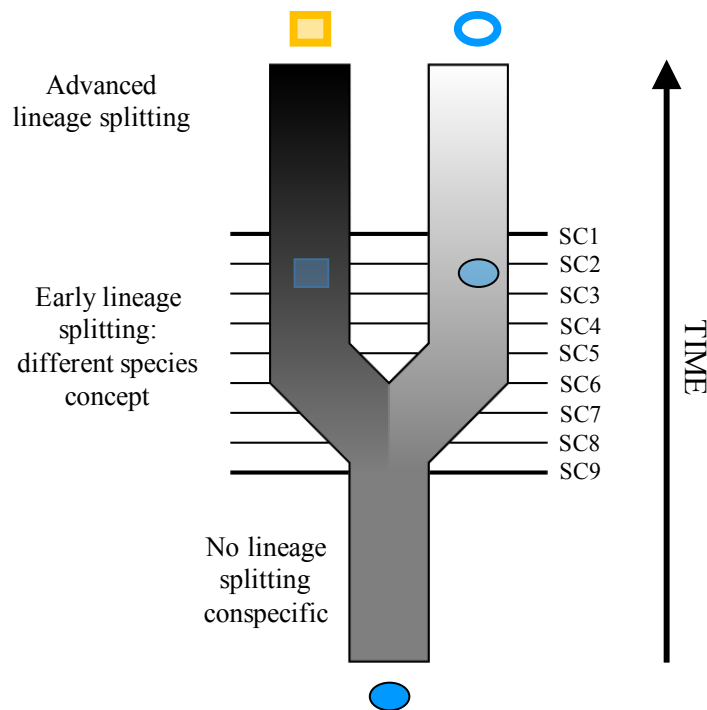 Advanced
lineage splitting
SC1
SC2
SC3
SC4
SC5
SC6
SC7
SC8
SC9
Early lineage
splitting:
different species
concept
TIME
No lineage
splitting
conspecific